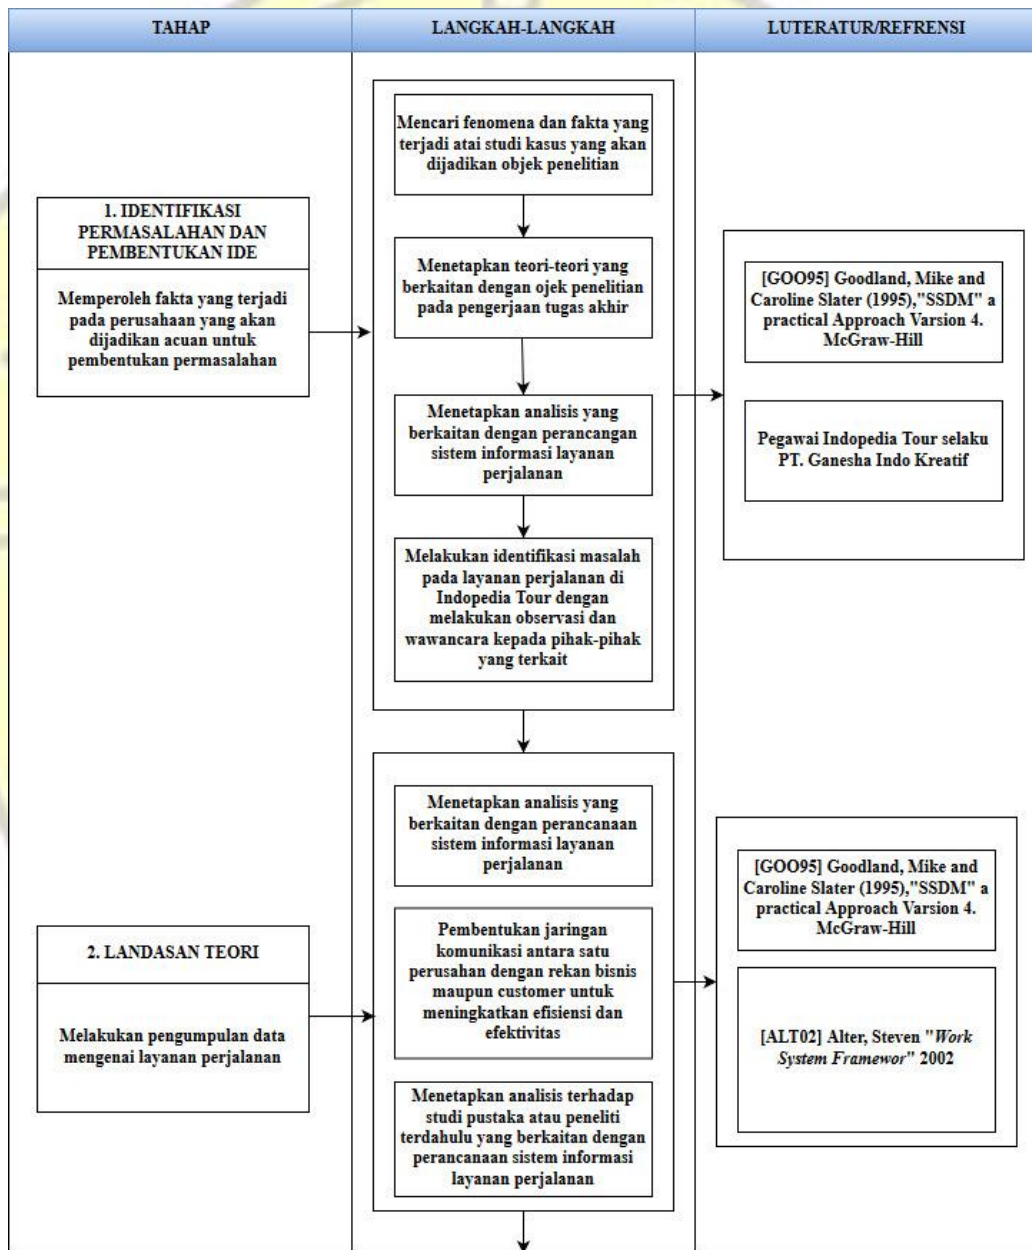 TAHAP
LANGKAH-LANGKAH
LUTERATUR/REFRENSI
1. IDENTIFIKASI
PERMASALAHAN DAN
PEMBENTUKAN IDE
Memperoleh fakta yang terjadi
pada perusahaan yang akan
dijadikan acuan untuk
pembentukan permasalahan
Mencari fenomena dan fakta yang
terjadi atai studi kasus yang akan
dijadikan objek penelitian
Menetapkan teori-teori yang
berkaitan dengan ojek penelitian
pada pengerjaan tugas akhir
Menetapkan analisis yang
berkaitan dengan perancangan
sistem informasi layanan
perjalanan
Melakukan identifikasi masalah
pada layanan perjalanan di
Indopedia Tour dengan
melakukan observasi dan
wawancara kepada pihak-pihak
yang terkait
[GOO95] Goodland, Mike and
Caroline Slater (1995),"SSDM" a
practical Approach Varsion 4.
McGraw-Hill
Pegawai Indopedia Tour selaku
PT. Ganesha Indo Kreatif
2. LANDASAN TEORI
Melakukan pengumpulan data
mengenai layanan perjalanan
Menetapkan analisis yang
berkaitan dengan perancanaan
sistem informasi layanan
perjalanan
Pembentukan jaringan
komunikasi antara satu
perusahan dengan rekan bisnis
maupun customer untuk
meningkatkan efisiensi dan
efektivitas
Menetapkan analisis terhadap
studi pustaka atau peneliti
terdahulu yang berkaitan dengan
perancanaan sistem informasi
layanan perjalanan
[GOO95] Goodland, Mike and
Caroline Slater (1995),"SSDM" a
practical Approach Varsion 4.
McGraw-Hill
[ALT02] Alter, Steven "Work
System Framewor" 2002